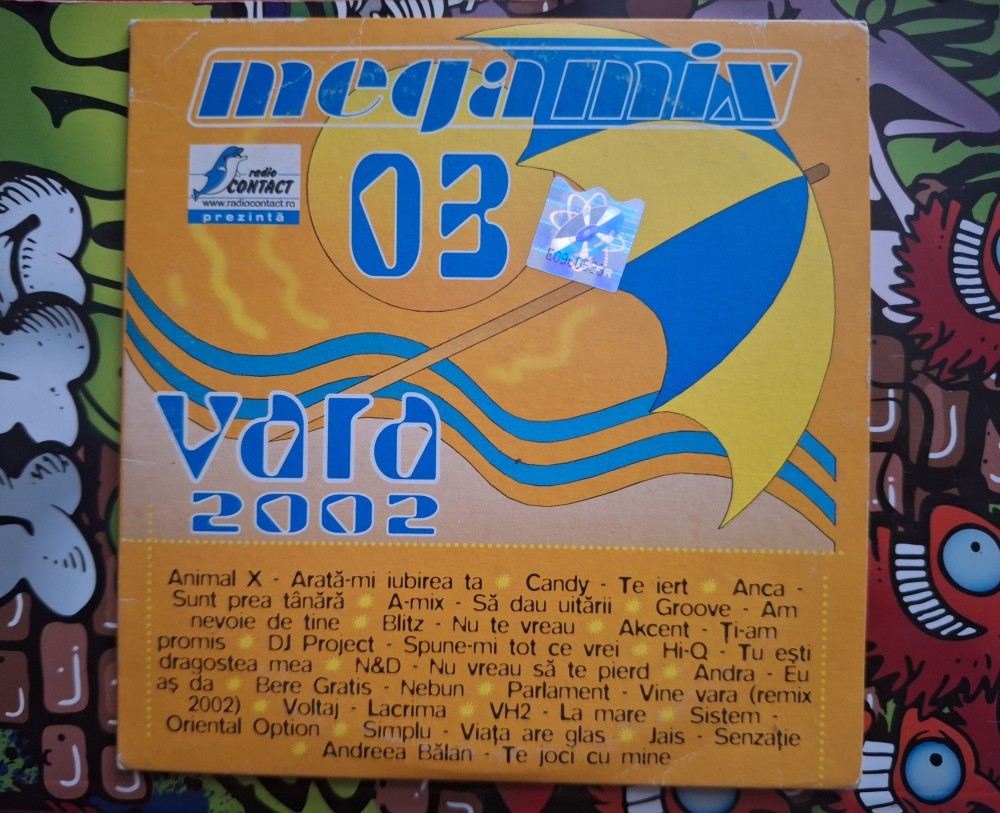 megamix
03
radio
CONTACT
www.radiocontact.ro
prezintă
vara
2002
Animal X - Arată-mi iubirea ta Candy - Te iert Anca -
Sunt prea tânără A-mix - Să dau uitării Groove - Am
nevoie de tine Blitz - Nu te vreau Akcent - Ți-am
promis DJ Project - Spune-mi tot ce vrei Hi-Q - Tu ești
dragostea mea N&D - Nu vreau să te pierd Andra - Eu
aș da Bere Gratis - Nebun Parlament - Vine vara (remix
2002) Voltaj - Lacrima VH2 - La mare Sistem -
Oriental Option Simplu - Viața are glas Jais - Senzație
Andreea Bălan - Te joci cu mine